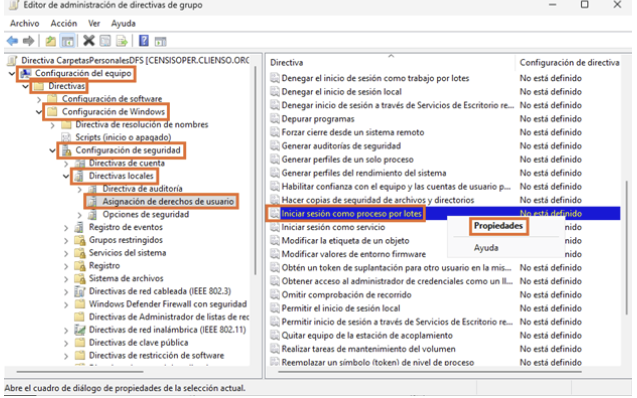 Editor de administración de directivas de grupo
Archivo Acción Ver Ayuda
Directiva CarpetasPersonalesDFS [CENSISOPER.CLIENSO.ORG
Configuración del equipo
Directivas
Configuración de software
Configuración de Windows
Directiva de resolución de nombres
Scripts (inicio o apagado)
Configuración de seguridad
Directivas de cuenta
Directivas locales
Directiva de auditoría
Asignación de derechos de usuario
Opciones de seguridad
Registro de eventos
Grupos restringidos
Servicios del sistema
Registro
Sistema de archivos
Directivas de red cableada (IEEE 802.3)
Windows Defender Firewall con seguridad
Directivas de Administrador de listas de red
Directivas de red inalámbrica (IEEE 802.11)
Directivas de clave pública
Directivas de restricción de software
Directiva Configuración de directiva
Denegar el inicio de sesión como trabajo por lotes No está definido
Denegar el inicio de sesión local No está definido
Denegar inicio de sesión a través de Servicios de Escritorio re... No está definido
Depurar programas No está definido
Forzar cierre desde un sistema remoto No está definido
Generar auditorías de seguridad No está definido
Generar perfiles de un solo proceso No está definido
Generar perfiles del rendimiento del sistema No está definido
Habilitar confianza con el equipo y las cuentas de usuario p... No está definido
Hacer copias de seguridad de archivos y directorios No está definido
Iniciar sesión como proceso por lotes No está definido
Iniciar sesión como servicio
Propiedades
Modificar la etiqueta de un objeto
Ayuda
Modificar valores de entorno firmware
Obtén un token de suplantación para otro usuario en la mis... No está definido
Obtener acceso al administrador de credenciales como un ll... No está definido
Omitir comprobación de recorrido No está definido
Permitir el inicio de sesión local No está definido
Permitir inicio de sesión a través de Servicios de Escritorio re... No está definido
Quitar equipo de la estación de acoplamiento No está definido
Realizar tareas de mantenimiento del volumen No está definido
Reemplazar un símbolo (token) de nivel de proceso No está definido
Abre el cuadro de diálogo de propiedades de la selección actual.